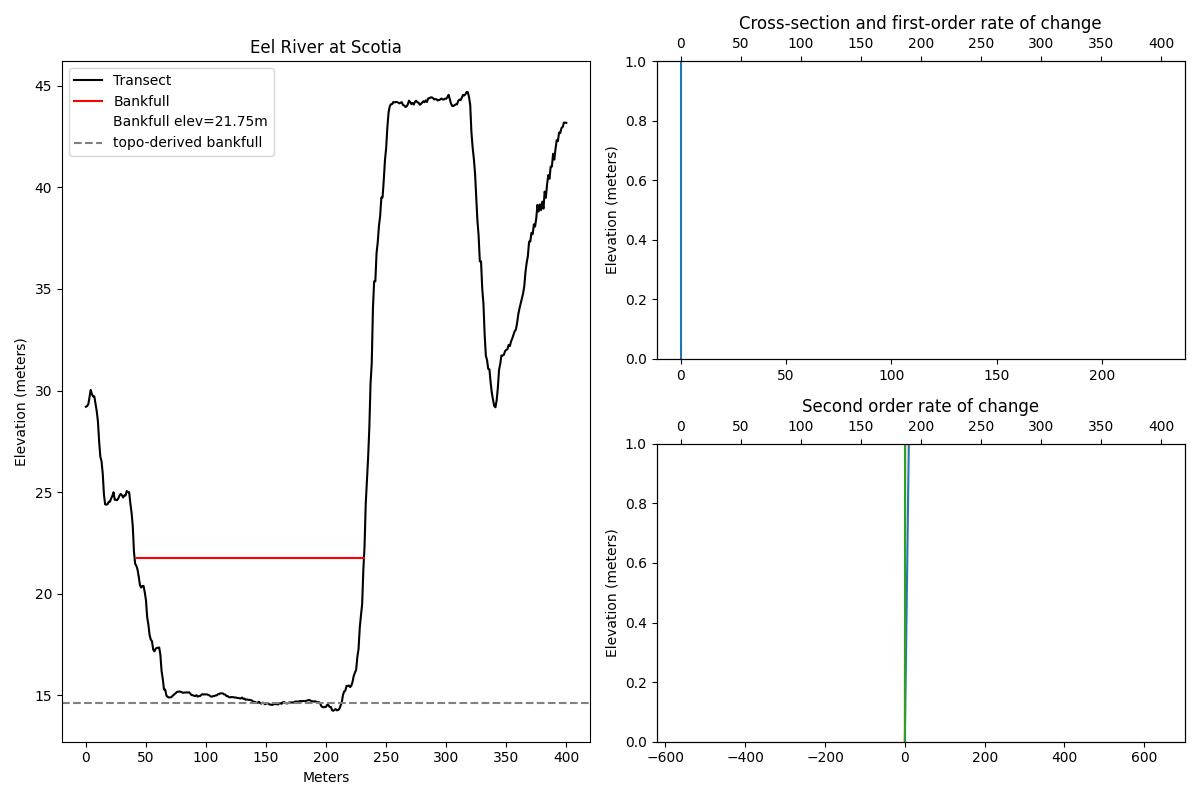 Eel River at Scotia
Transect
Bankfull
Bankfull elev=21.75m
topo-derived bankfull
45
40
35
30
25
20
15
Elevation (meters)
0 50 100 150 200 250 300 350 400
Meters
Cross-section and first-order rate of change
0 50 100 150 200 250 300 350 400
1.0
0.8
0.6
0.4
0.2
0.0
Elevation (meters)
0 50 100 150 200
Second order rate of change
0 50 100 150 200 250 300 350 400
1.0
0.8
0.6
0.4
0.2
0.0
Elevation (meters)
−600 −400 −200 0 200 400 600